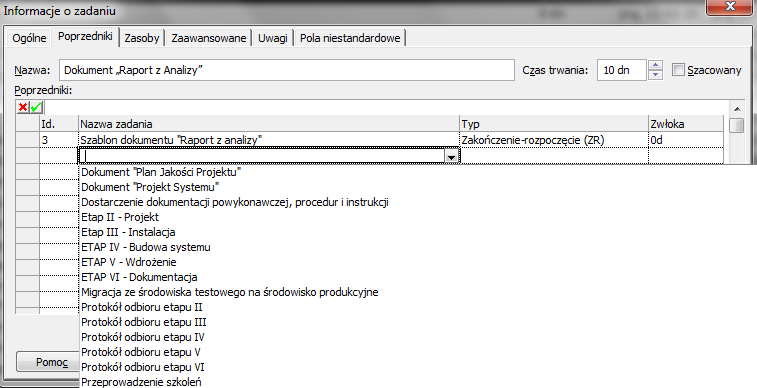 Informacje o zadaniu
Ogólne Poprzedniki Zasoby Zaawansowane Uwagi Pola niestandardowe
Nazwa: Dokument „Raport z Analizy” Czas trwania: 10 dn Szacowany
Poprzedniki:
Id. Nazwa zadania Typ Zwłoka
3 Szablon dokumentu "Raport z analizy" Zakończenie-rozpoczęcie (ZR) 0d
Dokument "Plan Jakości Projektu"
Dokument "Projekt Systemu"
Dostarczenie dokumentacji powykonawczej, procedur i instrukcji
Etap II - Projekt
Etap III - Instalacja
ETAP IV - Budowa systemu
ETAP V - Wdrożenie
ETAP VI - Dokumentacja
Migracja ze środowiska testowego na środowisko produkcyjne
Protokół odbioru etapu II
Protokół odbioru etapu III
Protokół odbioru etapu IV
Protokół odbioru etapu V
Protokół odbioru etapu VI
Pomoc
Przeprowadzenie szkoleń